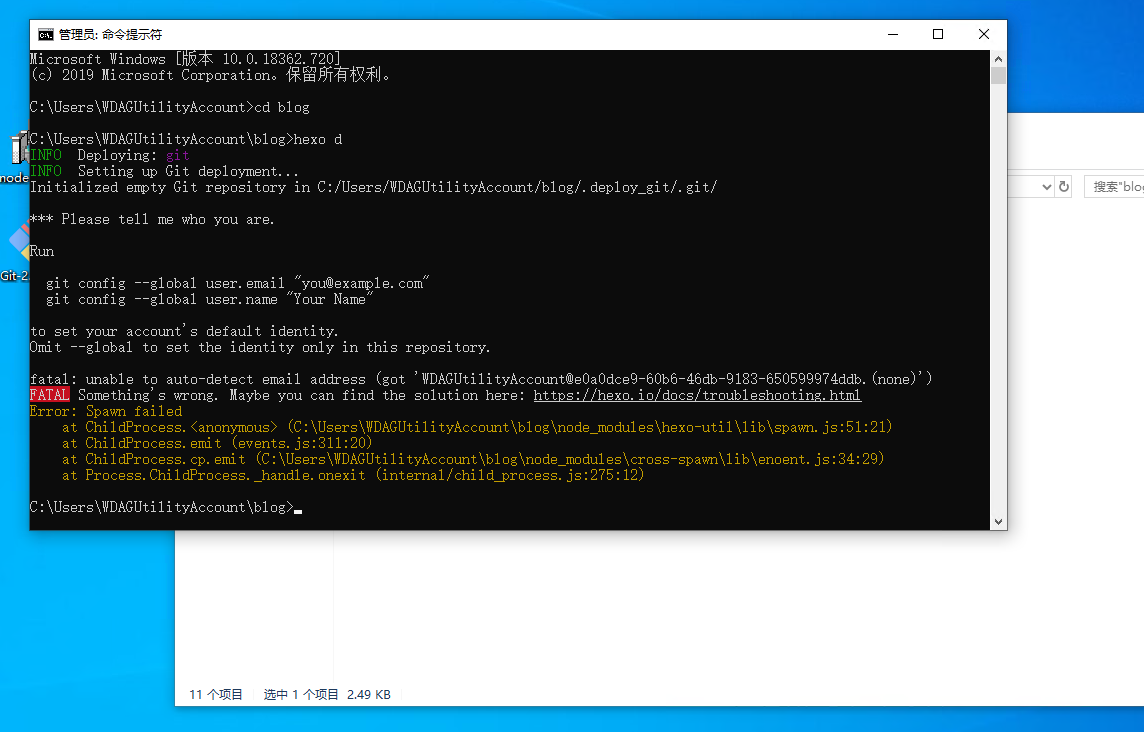 管理员: 命令提示符
Microsoft Windows [版本 10.0.18362.720]
(c) 2019 Microsoft Corporation。保留所有权利。
C:\Users\WDAGUtilityAccount>cd blog
C:\Users\WDAGUtilityAccount\blog>hexo d
INFO  Deploying: git
INFO  Setting up Git deployment...
Initialized empty Git repository in C:/Users/WDAGUtilityAccount/blog/.deploy_git/.git/
*** Please tell me who you are.
Run
  git config --global user.email "you@example.com"
  git config --global user.name "Your Name"
to set your account's default identity.
Omit --global to set the identity only in this repository.
fatal: unable to auto-detect email address (got 'WDAGUtilityAccount@e0a0dce9-60b6-46db-9183-650599974ddb.(none)')
FATAL Something's wrong. Maybe you can find the solution here: https://hexo.io/docs/troubleshooting.html
Error: Spawn failed
    at ChildProcess.<anonymous> (C:\Users\WDAGUtilityAccount\blog\node_modules\hexo-util\lib\spawn.js:51:21)
    at ChildProcess.emit (events.js:311:20)
    at ChildProcess.cp.emit (C:\Users\WDAGUtilityAccount\blog\node_modules\cross-spawn\lib\enoent.js:34:29)
    at Process.ChildProcess._handle.onexit (internal/child_process.js:275:12)
C:\Users\WDAGUtilityAccount\blog>
node
Git-2
搜索"blog
11 个项目
选中 1 个项目  2.49 KB